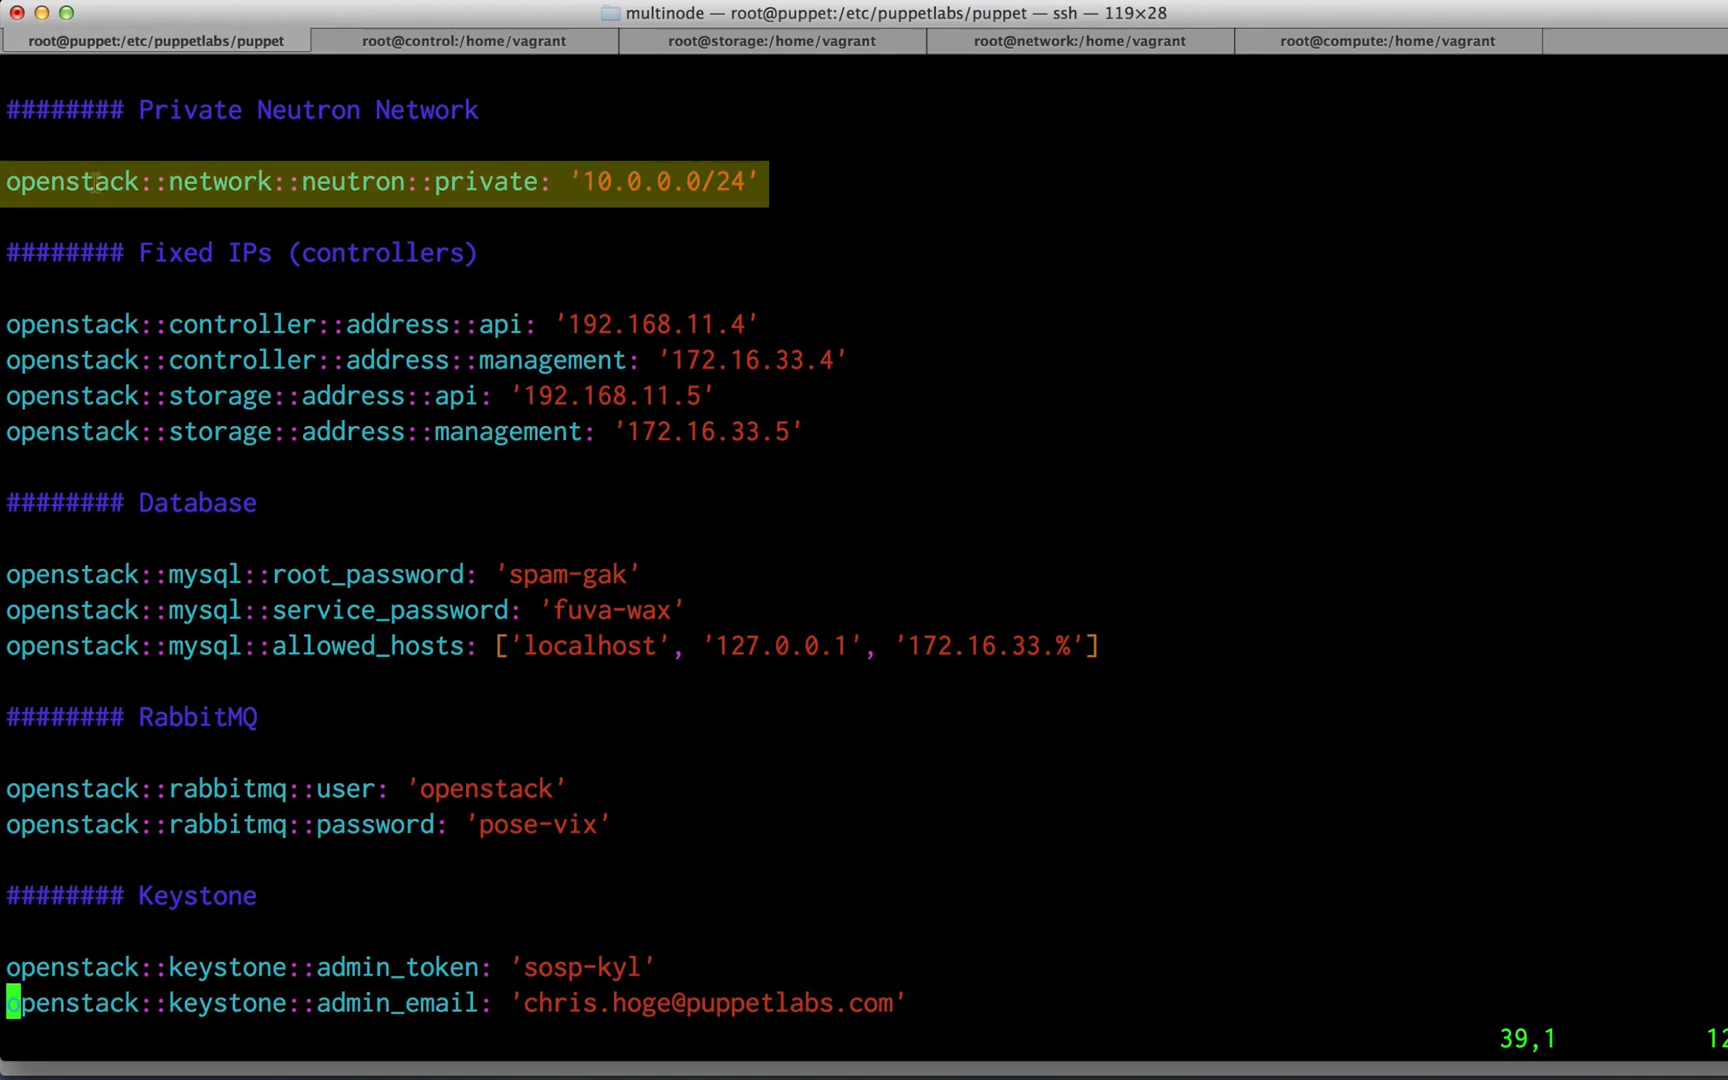 multinode — root@puppet:/etc/puppetlabs/puppet — ssh — 119×28
root@puppet:/etc/puppetlabs/puppet root@control:/home/vagrant root@storage:/home/vagrant root@network:/home/vagrant root@compute:/home/vagrant
######## Private Neutron Network
openstack::network::neutron::private: '10.0.0.0/24'
######## Fixed IPs (controllers)
openstack::controller::address::api: '192.168.11.4'
openstack::controller::address::management: '172.16.33.4'
openstack::storage::address::api: '192.168.11.5'
openstack::storage::address::management: '172.16.33.5'
######## Database
openstack::mysql::root_password: 'spam-gak'
openstack::mysql::service_password: 'fuva-wax'
openstack::mysql::allowed_hosts: ['localhost', '127.0.0.1', '172.16.33.%']
######## RabbitMQ
openstack::rabbitmq::user: 'openstack'
openstack::rabbitmq::password: 'pose-vix'
######## Keystone
openstack::keystone::admin_token: 'sosp-kyl'
openstack::keystone::admin_email: 'chris.hoge@puppetlabs.com'
39,1